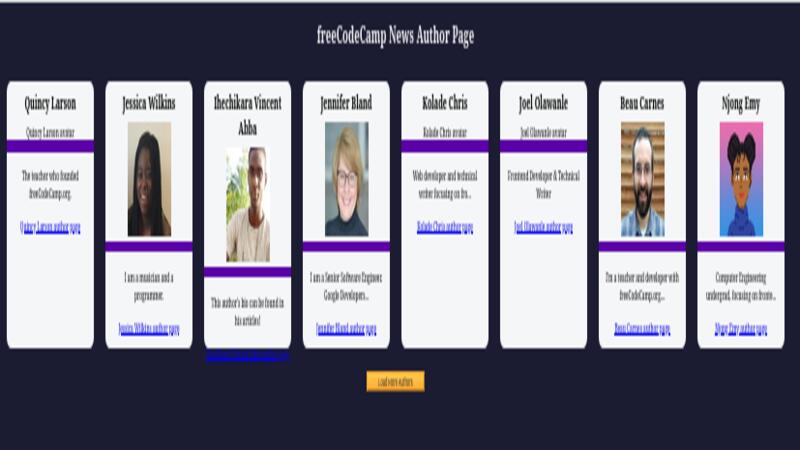 freeCodeCamp News Author Page
Quincy Larson
Quincy Larson avatar
The teacher who founded
freeCodeCamp.org.
Quincy Larson author page
Jessica Wilkins
I am a musician and a
programmer.
Jessica Wilkins author page
Ihechikara Vincent
Abba
This author's bio can be found in
his articles!
Jennifer Bland
I am a Senior Software Engineer,
Google Developers...
Jennifer Bland author page
Kolade Chris
Kolade Chris avatar
Web developer and technical
writer focusing on fro...
Kolade Chris author page
Joel Olawanle
Joel Olawanle avatar
Frontend Developer & Technical
Writer
Joel Olawanle author page
Beau Carnes
I'm a teacher and developer with
freeCodeCamp.org...
Beau Carnes author page
Njong Emy
Computer Engineering
undergrad, focusing on fronte...
Njong Emy author page
Load More Authors